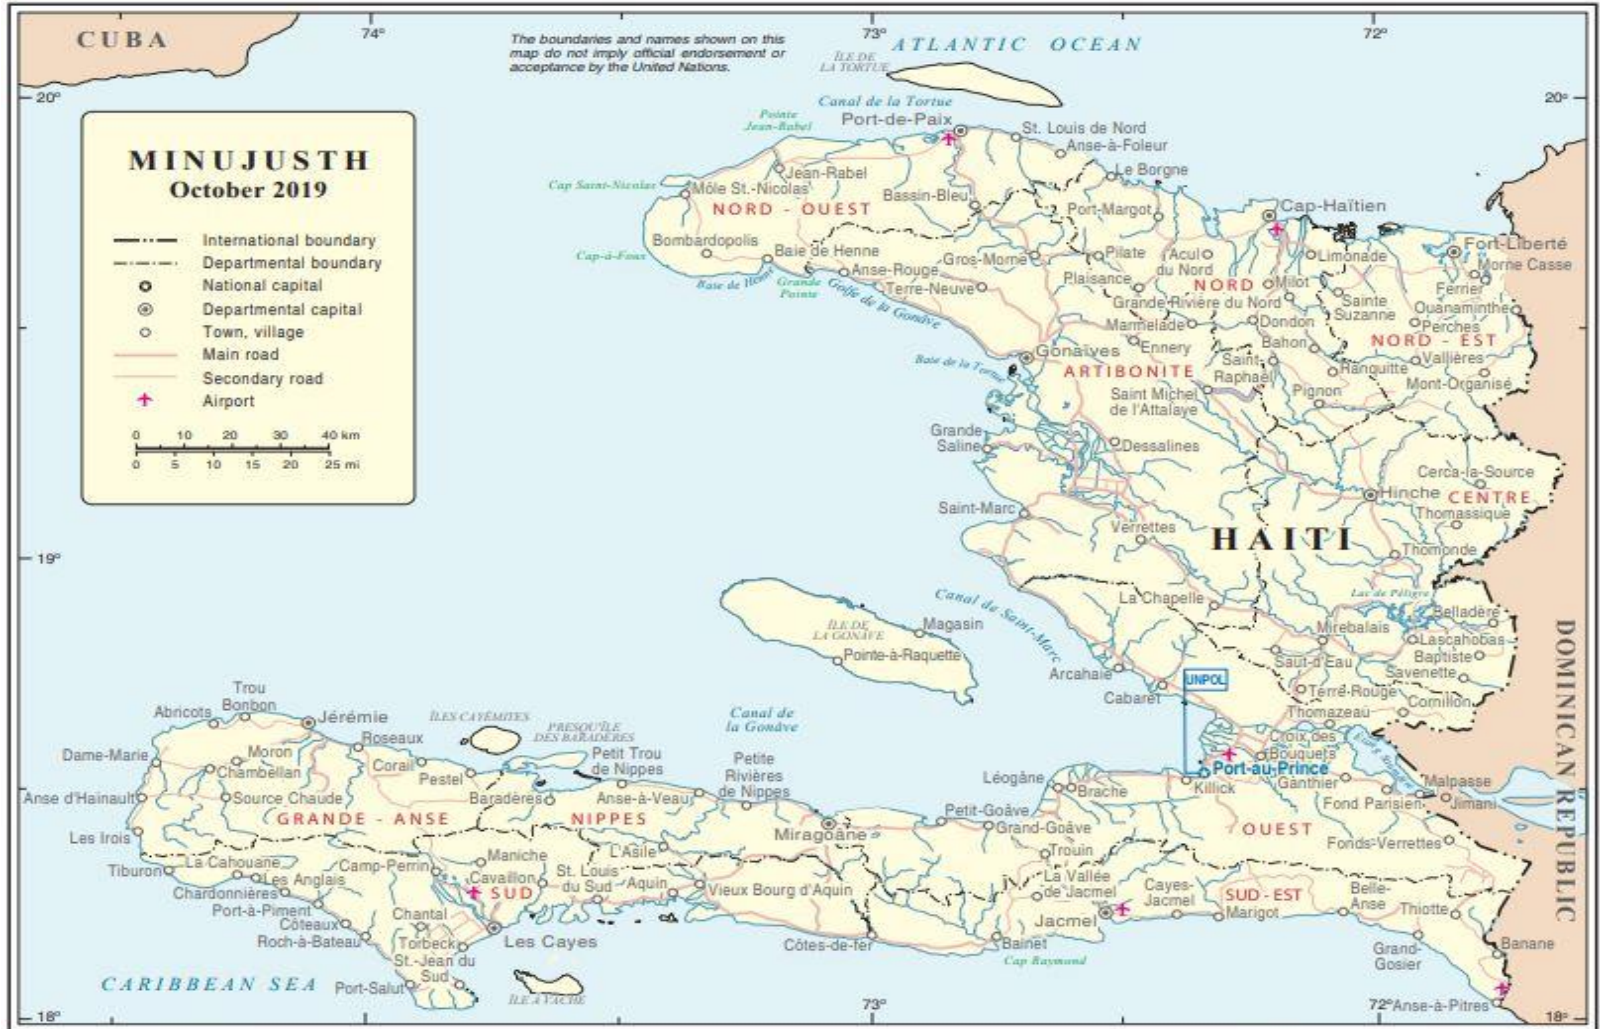 CUBA
74°
The boundaries and names shown on this
map do not imply official endorsement or
acceptance by the United Nations.
73°
ATLANTIC OCEAN
72°
ÎLE DE
LA TORTUE
20°
20°
MINUJUSTH
October 2019
International boundary
Departmental boundary
National capital
Departmental capital
Town, village
Main road
Secondary road
Airport
0 10 20 30 40 km
0 5 10 15 20 25 mi
Canal de la Tortue
Pointe
Jean-Rabel
Port-de-Paix
St. Louis de Nord
Anse-à-Foleur
Le Borgne
Jean-Rabel
Cap Saint-Nicolas
Môle St.-Nicolas
Bassin-Bleu
NORD - OUEST
Port-Margot
Cap-Haïtien
Bombardopolis
Baie de Henne
Cap-à-Foux
Baie de Henne
Grande
Pointe
Anse-Rouge
Gros-Morne
Terre-Neuve
Golfe de la Gonâve
Pilate
Acul
du Nord
Limonade
Fort-Liberté
Morne Casse
Plaisance
NORD
Milot
Ferrier
Grande Rivière du Nord
Sainte
Suzanne
Ouanaminthe
Marmelade
Dondon
Perches
NORD - EST
Gonaïves
Ennery
Bahon
Baie de la Tortue
ARTIBONITE
Saint-
Raphaël
Ranquitte
Vallières
Saint Michel
de l'Attalaye
Pignon
Mont-Organisé
Grande-
Saline
Dessalines
Cerca-la-Source
Hinche
CENTRE
Saint-Marc
Verrettes
Thomassique
HAITI
19°
Thomonde
La Chapelle
Lac de Péligre
Belladère
Canal de Saint-Marc
Magasin
ÎLE DE
LA GONÂVE
Pointe-à-Raquette
Mirebalais
Lascahobas
Saut-d'Eau
Baptiste
Savenette
Arcahaie
UNPOL
Cabaret
Terre-Rouge
Cornillon
Thomazeau
DOMINICAN REPUBLIC
Trou
Bonbon
Abricots
Jérémie
ÎLES CAYÉMITES
PRESQU'ÎLE
DES BARADÈRES
Canal de
la Gonâve
Croix des
Bouquets
Roseaux
Dame-Marie
Moron
Corail
Petit Trou
de Nippes
Petite
Rivières
de Nippes
Chambellan
Pestel
Léogâne
Port-au-Prince
Malpasse
Killick
Gânthier
Anse d'Hainault
Source Chaude
Baradères
Anse-à-Veau
Brache
Fond Parisien
Jimani
GRANDE - ANSE
NIPPES
Petit-Goâve
Miragoâne
Grand-Goâve
OUEST
Les Irois
L'Asile
Trouin
Fonds-Verrettes
Tiburon
La Cahouane
Camp-Perrin
Maniche
Les Anglais
Cavaillon
St. Louis
du Sud
Aquin
Vieux Bourg d'Aquin
La Vallée
de Jacmel
Cayes-
Jacmel
SUD-EST
Belle-
Anse
Chardonnières
SUD
Port-à-Piment
Chantal
Jacmel
Marigot
Thiotte
Côteaux
Roch-à-Bateau
Torbeck
Les Cayes
Côtes-de-fer
Bainet
Grand-
Gosier
Banane
St.-Jean du
Sud
Cap Raymond
CARIBBEAN SEA
Port-Salut
ÎLE À VACHE
73°
72°
Anse-à-Pitres
18°
18°